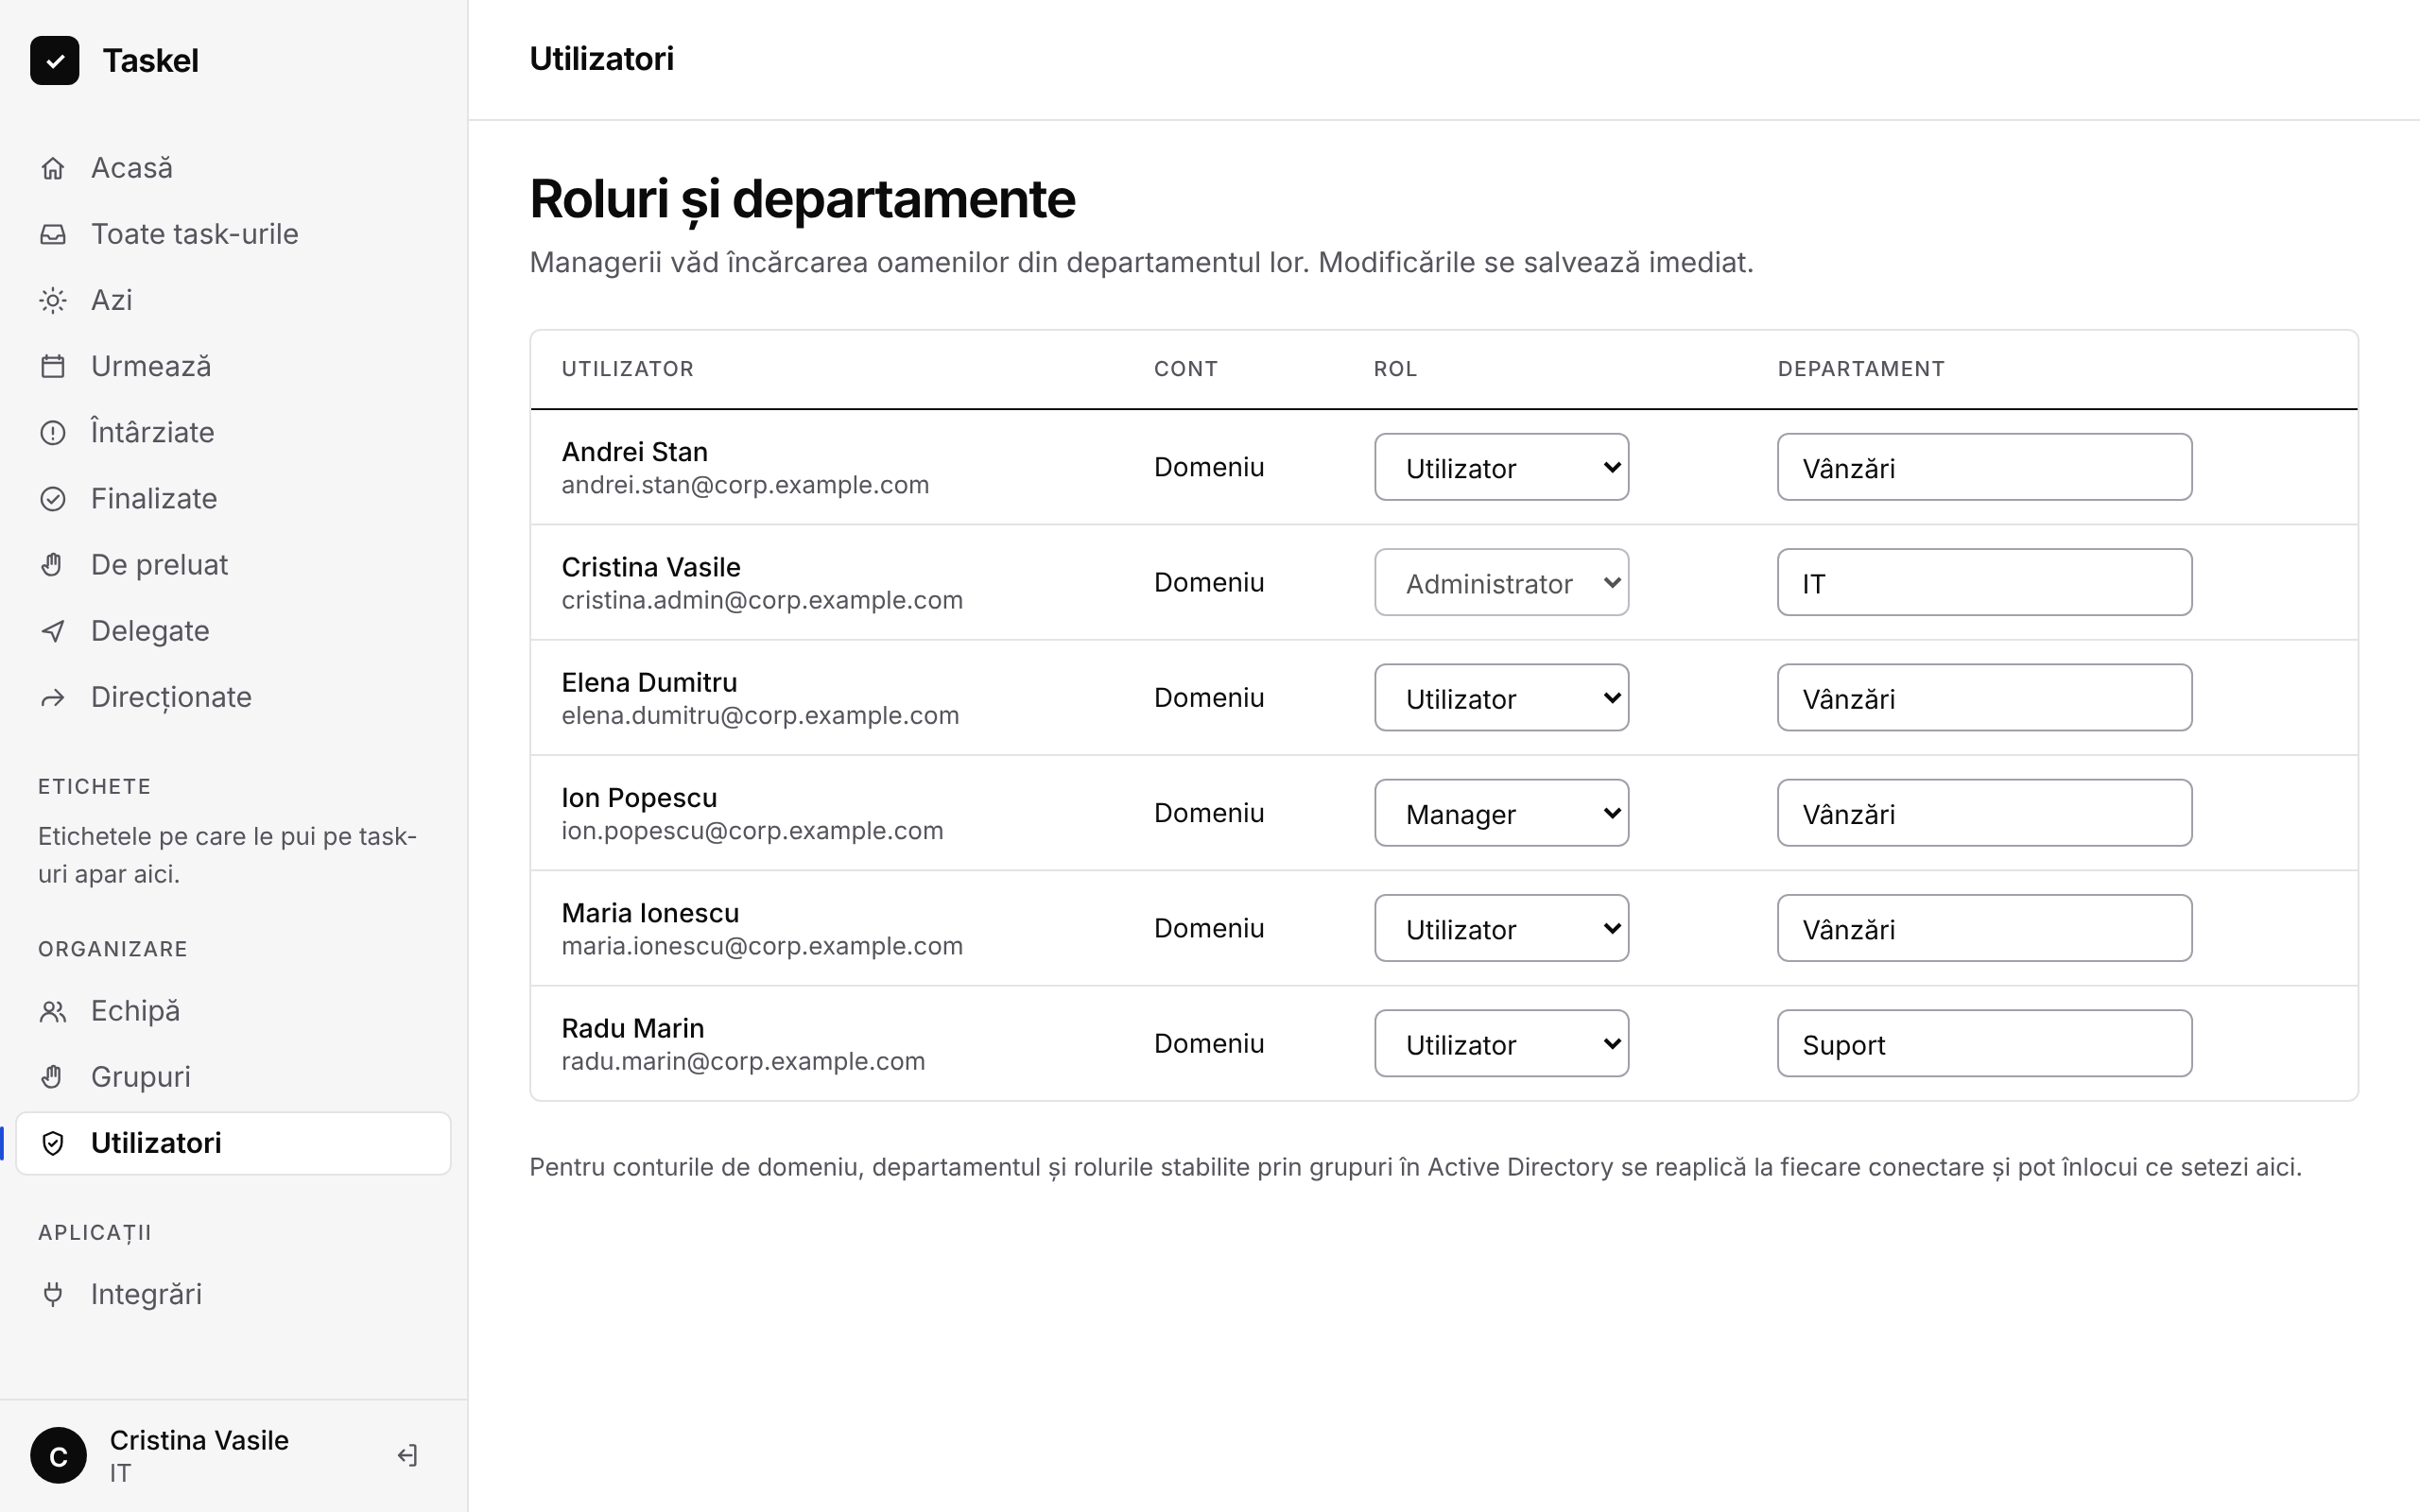 Taskel
Acasă
Toate task-urile
Azi
Urmează
Întârziate
Finalizate
De preluat
Delegate
Direcționate
ETICHETE
Etichetele pe care le pui pe task-
uri apar aici.
ORGANIZARE
Echipă
Grupuri
Utilizatori
APLICAȚII
Integrări
C
Cristina Vasile
IT
Utilizatori
Roluri și departamente
Managerii văd încărcarea oamenilor din departamentul lor. Modificările se salvează imediat.
UTILIZATOR CONT ROL DEPARTAMENT
Andrei Stan
andrei.stan@corp.example.com
Domeniu Utilizator Vânzări
Cristina Vasile
cristina.admin@corp.example.com
Domeniu Administrator IT
Elena Dumitru
elena.dumitru@corp.example.com
Domeniu Utilizator Vânzări
Ion Popescu
ion.popescu@corp.example.com
Domeniu Manager Vânzări
Maria Ionescu
maria.ionescu@corp.example.com
Domeniu Utilizator Vânzări
Radu Marin
radu.marin@corp.example.com
Domeniu Utilizator Suport
Pentru conturile de domeniu, departamentul și rolurile stabilite prin grupuri în Active Directory se reaplică la fiecare conectare și pot înlocui ce setezi aici.